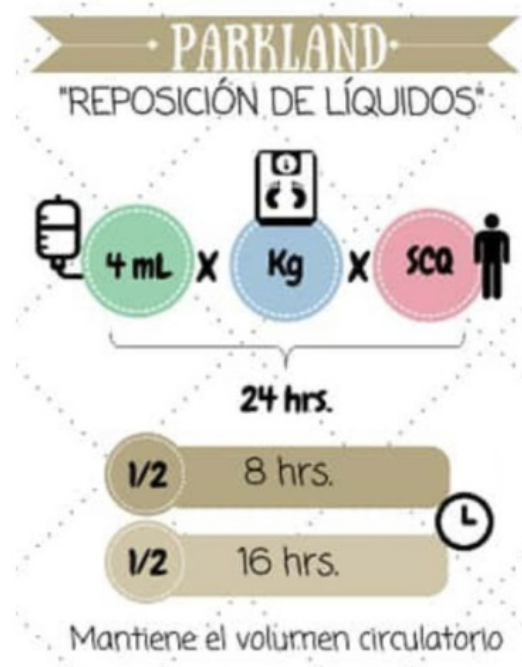 PARKLAND
"REPOSICIÓN DE LÍQUIDOS"
4 mL X Kg X SCQ
24 hrs.
1/2 8 hrs.
1/2 16 hrs.
Mantiene el volumen circulatorio